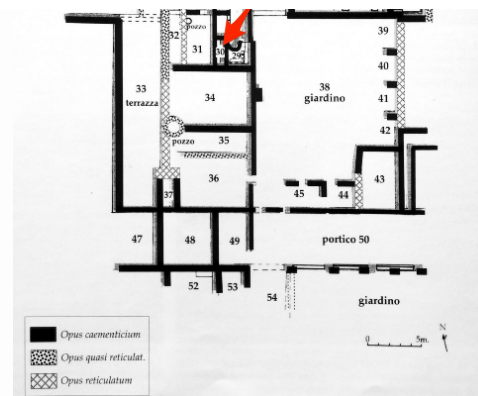 39
32
pozzo
31
30
29
40
33
terrazza
38
giardino
34
41
35
pozzo
42
36
43
37
45
44
47
48
49
portico 50
52
53
54
giardino
Opus caementicium
Opus quasi reticulat.
Opus reticulatum
0 5m.
N